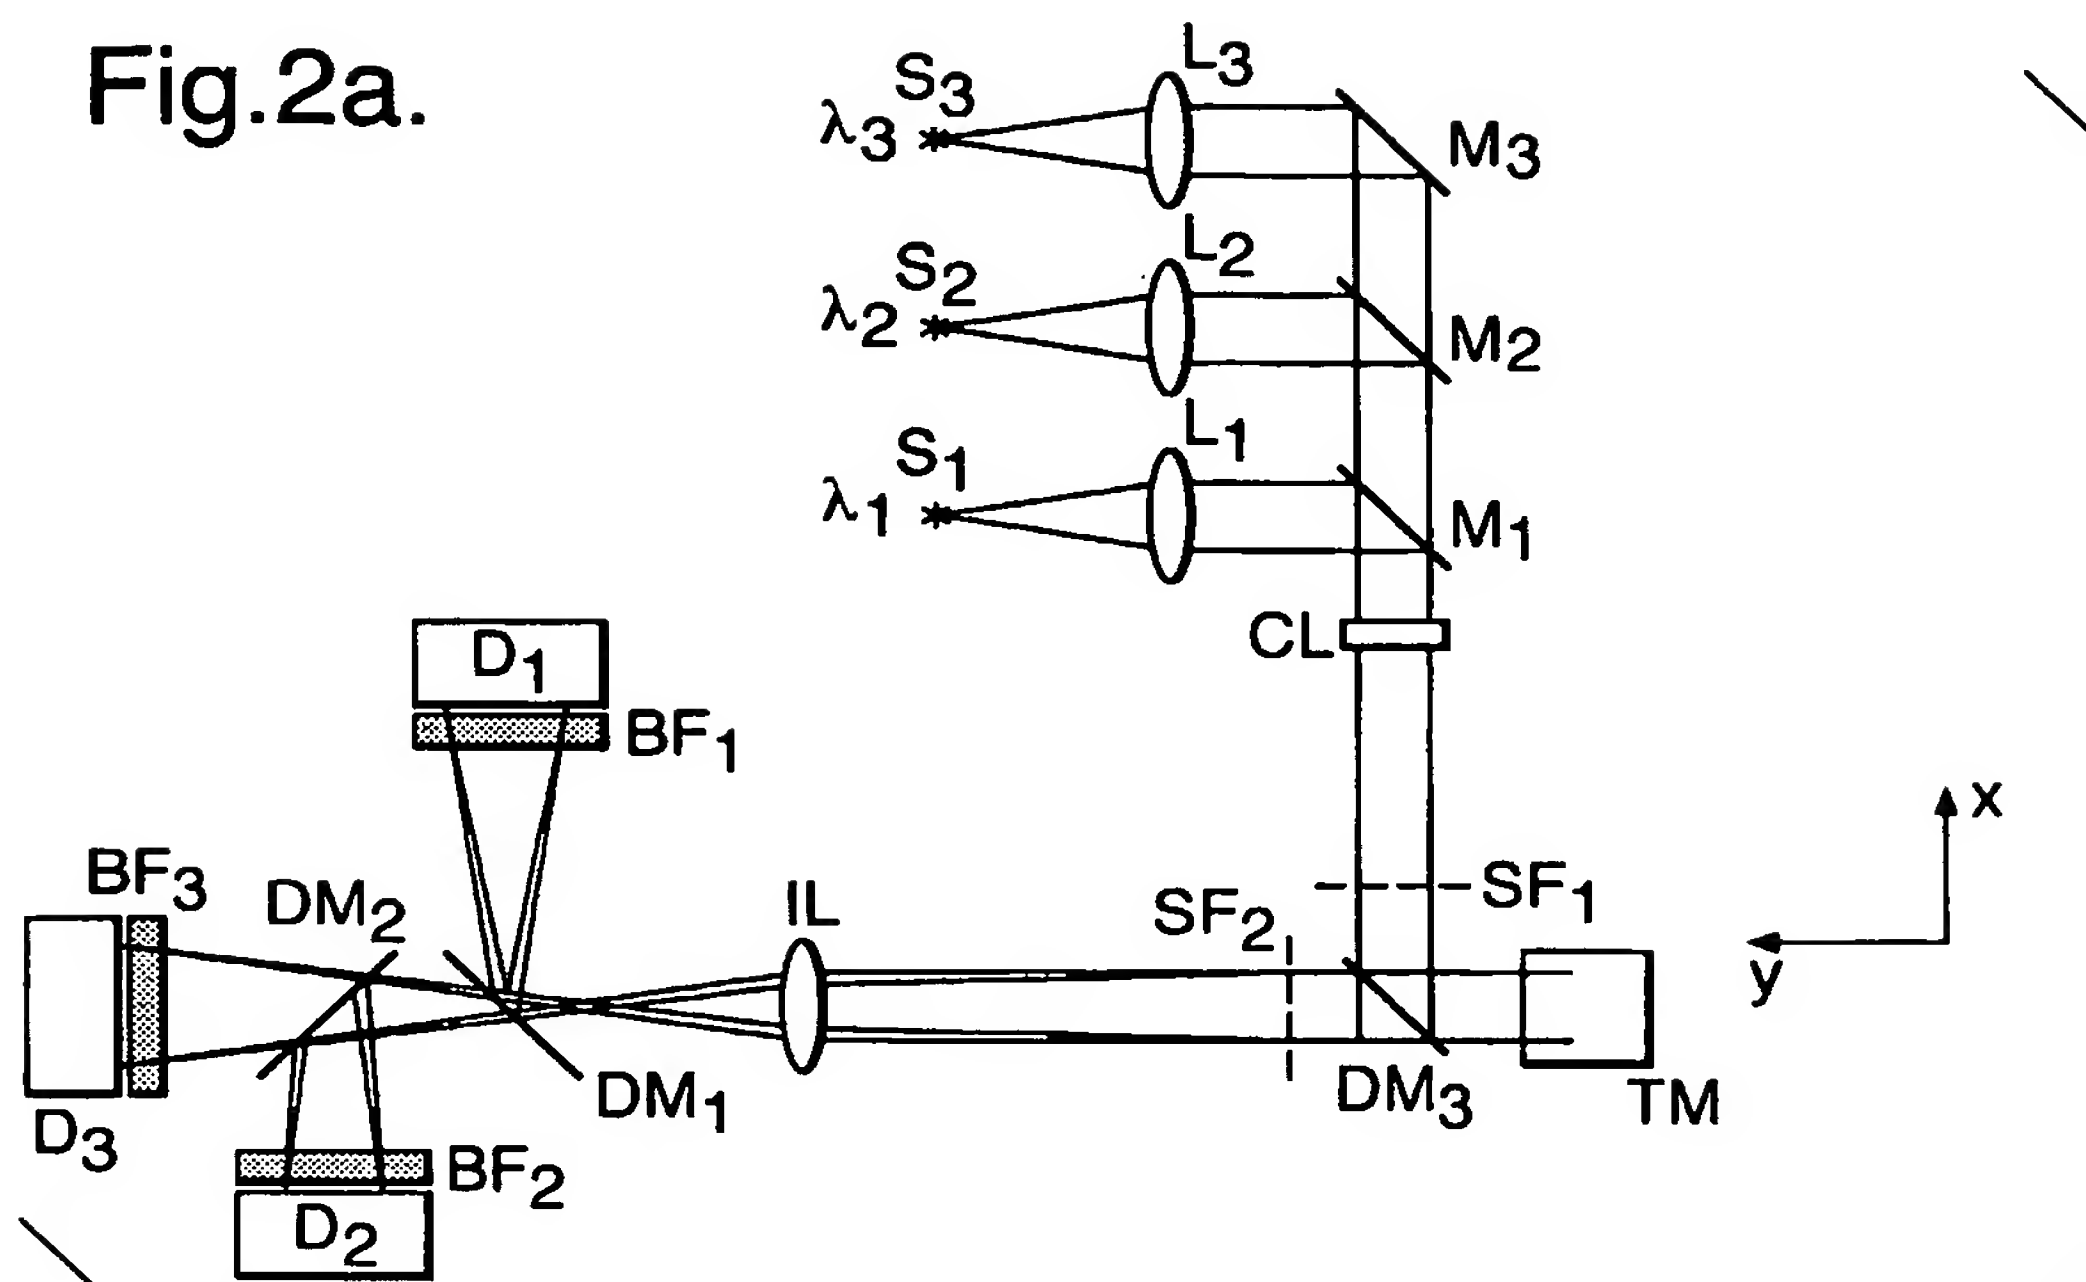 Fig.2a.
L3
S3
λ3
M3
L2
S2
λ2
M2
L1
S1
λ1
M1
CL
D1
BF1
x
BF3
DM2
IL
SF2
SF1
y
DM1
DM3
TM
D3
BF2
D2